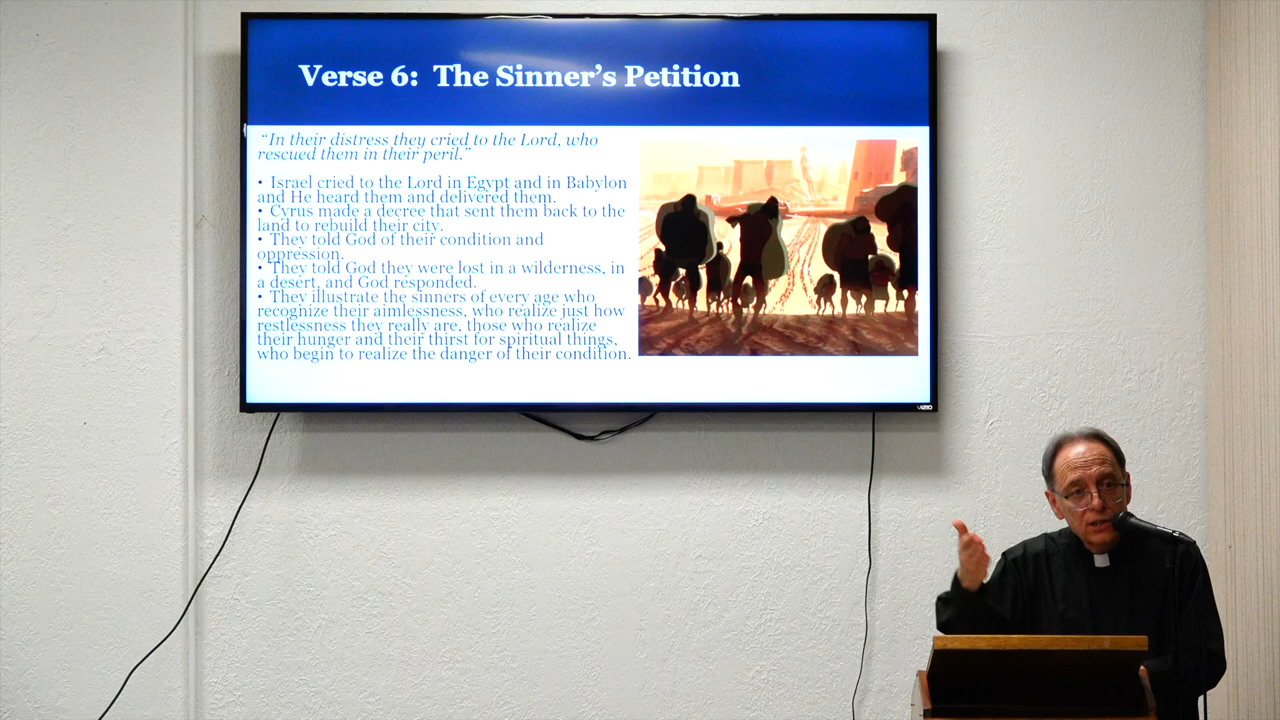 Verse 6: The Sinner's Petition
"In their distress they cried to the Lord, who
rescued them in their peril."
• Israel cried to the Lord in Egypt and in Babylon
and He heard them and delivered them.
• Cyrus made a decree that sent them back to the
land to rebuild their city.
• They told God of their condition and
oppression.
• They told God they were lost in a wilderness, in
a desert, and God responded.
• They illustrate the sinners of every age who
recognize their aimlessness, who realize just how
restlessness they really are, those who realize
their hunger and their thirst for spiritual things,
who begin to realize the danger of their condition.
VIZIO